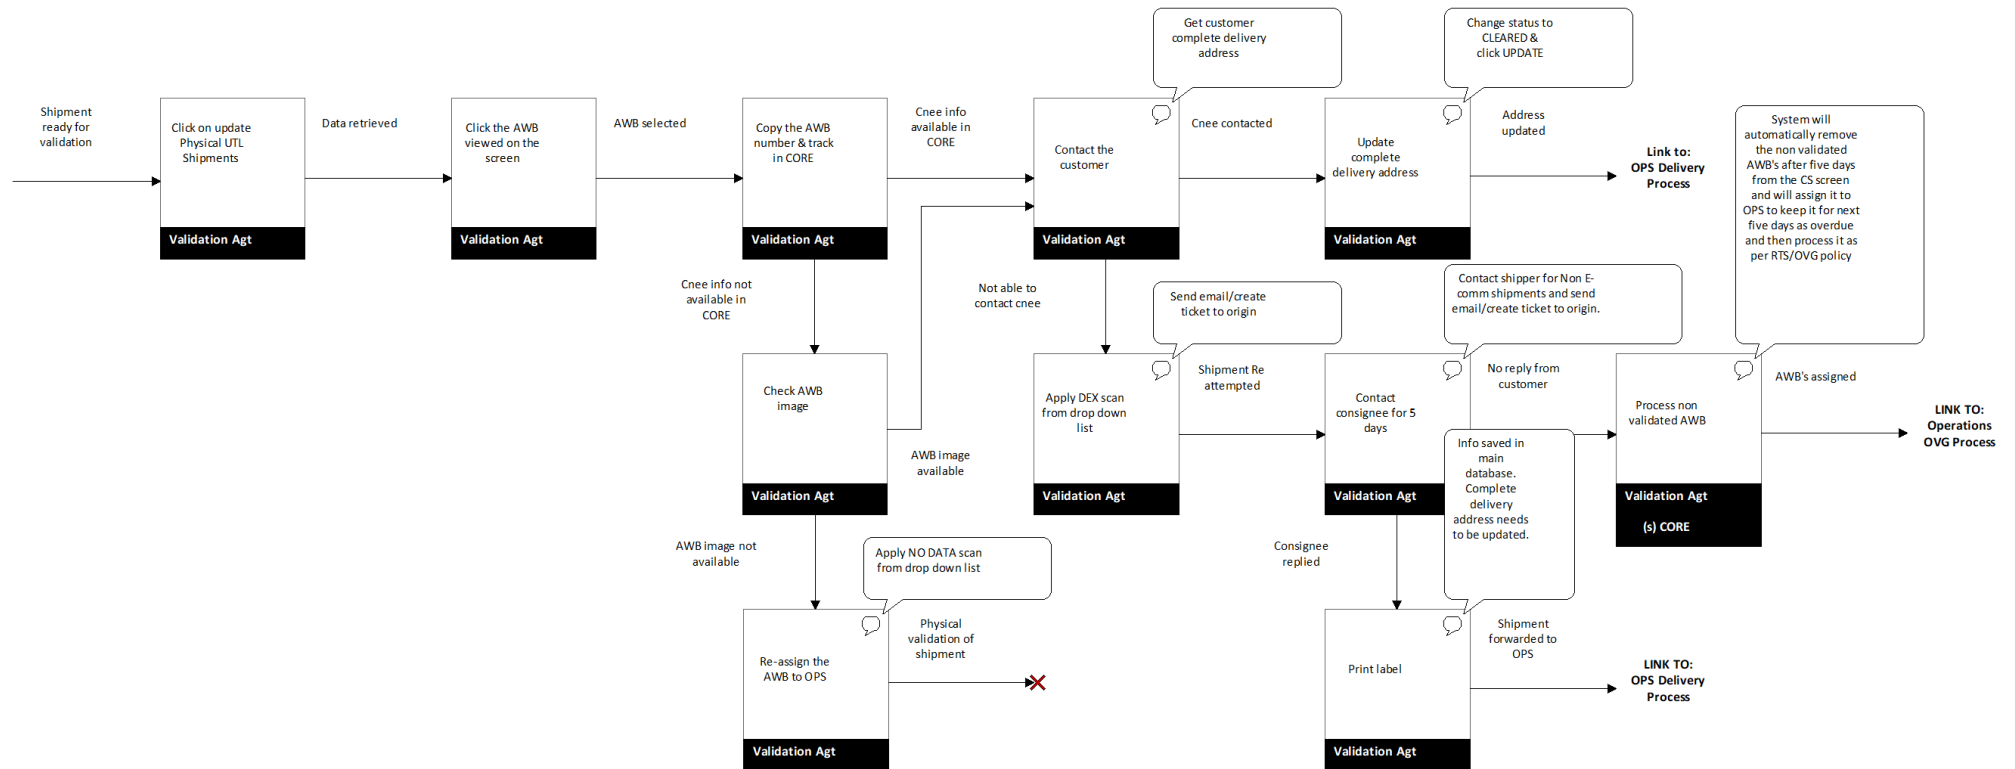 Get customer
complete delivery
address
Change status to
CLEARED &
click UPDATE
Shipment
ready for
validation
Click on update
Physical UTL
Shipments
Validation Agt
Data retrieved
Click the AWB
viewed on the
screen
Validation Agt
AWB selected
Copy the AWB
number & track
in CORE
Validation Agt
Cnee info
available in
CORE
Contact the
customer
Validation Agt
Cnee contacted
Update
complete
delivery address
Validation Agt
Address
updated
Link to:
OPS Delivery
Process
System will
automatically remove
the non validated
AWB's after five days
from the CS screen
and will assign it to
OPS to keep it for next
five days as overdue
and then process it as
per RTS/OVG policy
Cnee info not
available in
CORE
Not able to
contact cnee
Send email/create
ticket to origin
Contact shipper for Non E-
comm shipments and send
email/create ticket to origin.
Check AWB
image
Validation Agt
AWB image
available
Apply DEX scan
from drop down
list
Validation Agt
Shipment Re
attempted
Contact
consignee for 5
days
Validation Agt
No reply from
customer
Process non
validated AWB
Validation Agt
(s) CORE
AWB's assigned
LINK TO:
Operations
OVG Process
Info saved in
main
database.
Complete
delivery
address needs
to be updated.
AWB image not
available
Apply NO DATA scan
from drop down list
Consignee
replied
Re-assign the
AWB to OPS
Validation Agt
Physical
validation of
shipment
Print label
Validation Agt
Shipment
forwarded to
OPS
LINK TO:
OPS Delivery
Process